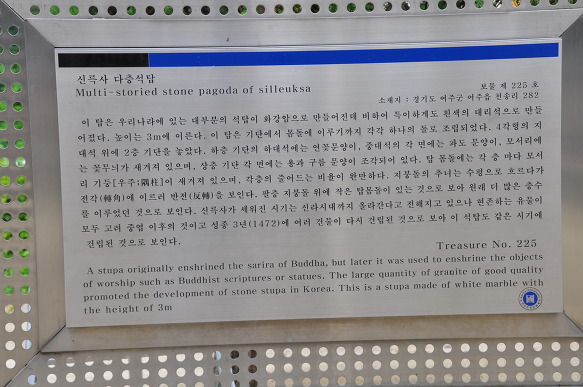 신륵사 다층석탑
Multi-storied stone pagoda of silleuksa
보물 제 225 호
소재지 : 경기도 여주군 여주읍 천송리 282
이 탑은 우리나라에 있는 대부분의 석탑이 화강암으로 만들어진데 비하여 특이하게도 흰색의 대리석으로 만들
어졌다. 높이는 3m에 이른다. 이 탑은 기단에서 몸돌에 이루기까지 각각 하나의 돌로 조립되었다. 4각형의 지
대석 위에 2층 기단을 놓았다. 하층 기단의 하대석에는 연꽃문양이, 중대석의 각 면에는 파도 문양이, 모서리에
는 꽃무늬가 새겨져 있으며, 상층 기단 각 면에는 용과 구름 문양이 조각되어 있다. 탑 몸돌에는 각 층 마다 모서
리 기둥[우주;隅柱]이 새겨져 있으며, 각층의 줄어드는 비율이 완만하다. 지붕돌의 추녀는 수평으로 흐르다가
전각(轉角)에 이르러 반전(反轉)을 보인다. 팔층 지붕돌 위에 작은 탑몸돌이 있는 것으로 보아 원래 더 많은 층수
를 이루었던 것으로 보인다. 신륵사가 세워진 시기는 신라시대까지 올라간다고 전해지고 있으나 현존하는 유물이
모두 고려 중엽 이후의 것이고 성종 3년(1472)에 여러 건물이 다시 건립된 것으로 보아 이 석탑도 같은 시기에
건립된 것으로 보인다.
Treasure No. 225
A stupa originally enshrined the sarira of Buddha, but later it was used to enshrine the objects
of worship such as Buddhist scriptures or statues. The large quantity of granite of good quality
promoted the development of stone stupa in Korea. This is a stupa made of white marble with
the height of 3m